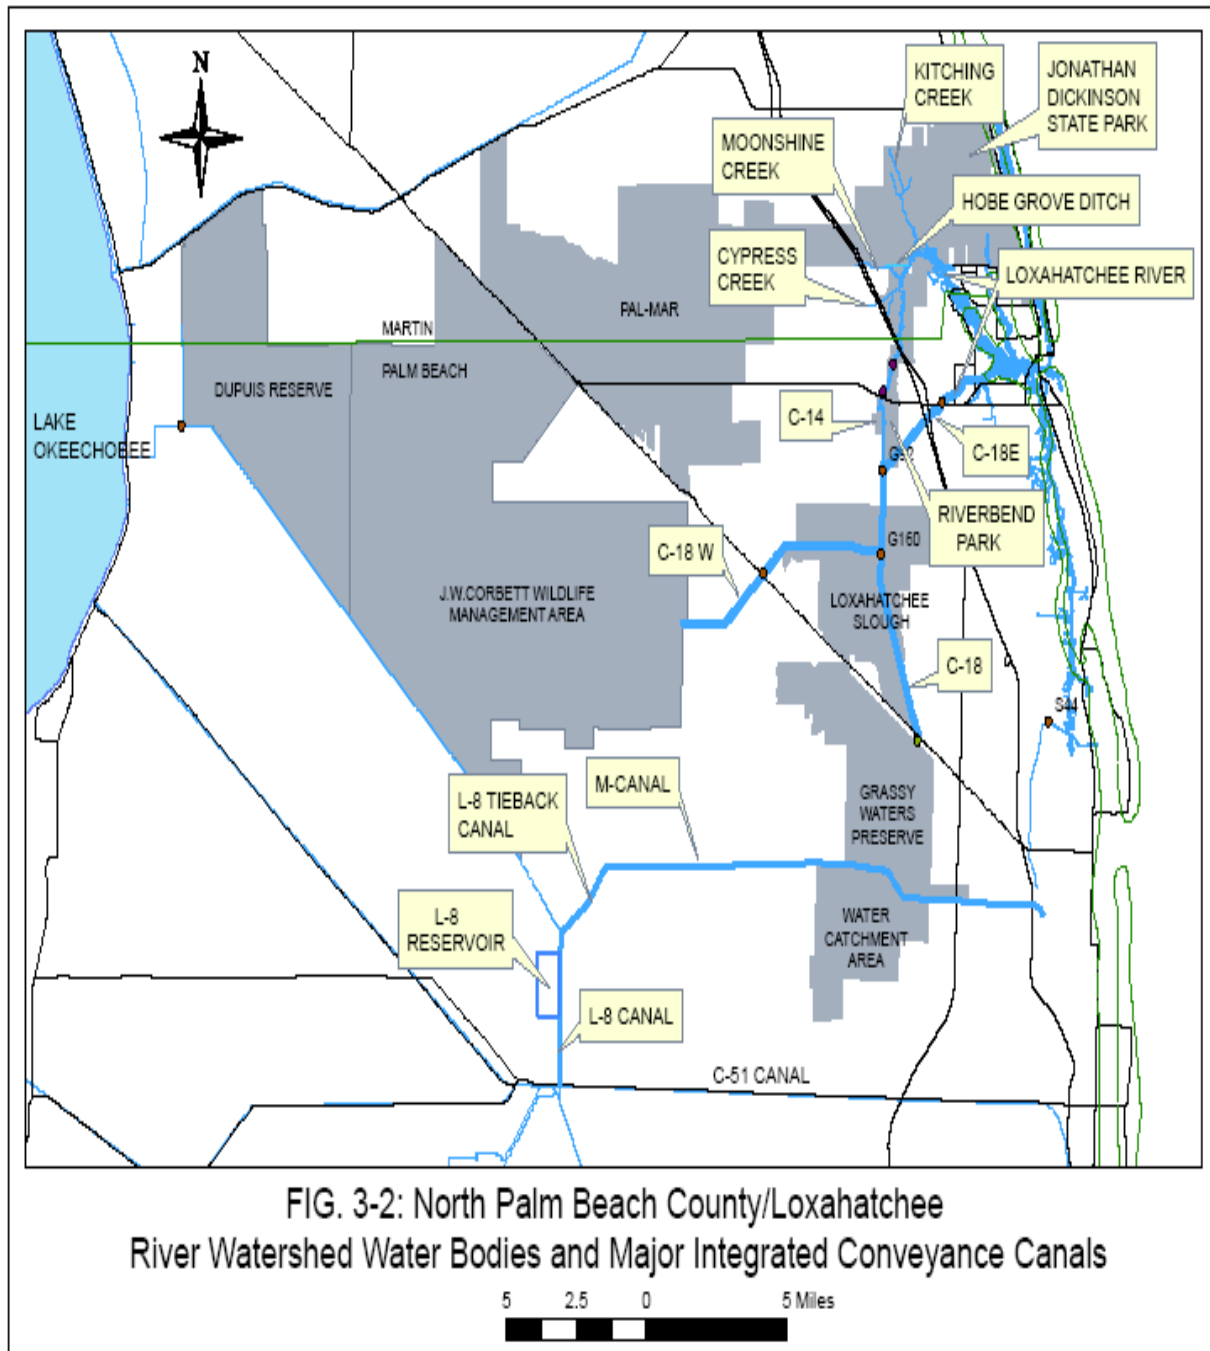 N
KITCHING
CREEK
JONATHAN
DICKINSON
STATE PARK
MOONSHINE
CREEK
HOBE GROVE DITCH
CYPRESS
CREEK
LOXAHATCHEE RIVER
PAL-MAR
MARTIN
PALM BEACH
DUPUIS RESERVE
LAKE
OKEECHOBEE
C-14
G92
C-18E
RIVERBEND
PARK
G160
C-18 W
J.W.CORBETT WILDLIFE
MANAGEMENT AREA
LOXAHATCHEE
SLOUGH
C-18
S44
M-CANAL
L-8 TIEBACK
CANAL
GRASSY
WATERS
PRESERVE
L-8
RESERVOIR
WATER
CATCHMENT
AREA
L-8 CANAL
C-51 CANAL
FIG. 3-2: North Palm Beach County/Loxahatchee
River Watershed Water Bodies and Major Integrated Conveyance Canals
5 2.5 0 5 Miles